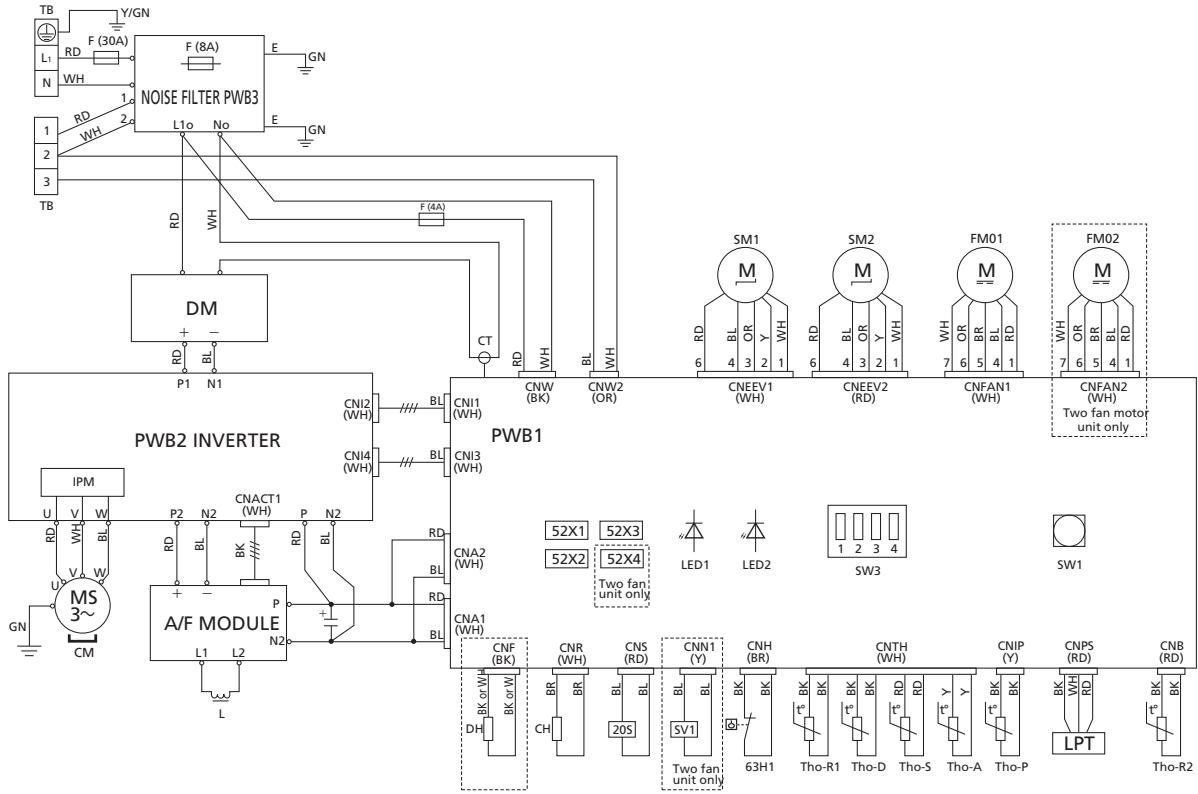 TB
Y/GN
L1
RD
F (30A)
N
WH
F (8A)
NOISE FILTER PWB3
E
GN
E
GN
1
2
RD
WH
L1o
No
1
2
3
TB
RD
WH
F (4A)
DM
+
−
RD
BL
P1
N1
CT
RD
WH
BL
WH
CNW
(BK)
CNW2
(OR)
SM1
M
RD
BL
OR
Y
WH
6
4
3
2
1
CNEEV1
(WH)
SM2
M
RD
BL
OR
Y
WH
6
4
3
2
1
CNEEV2
(RD)
FM01
M
WH
OR
BR
BL
RD
7
6
5
4
1
CNFAN1
(WH)
FM02
M
WH
OR
BR
BL
RD
7
6
5
4
1
CNFAN2
(WH)
Two fan motor
unit only
PWB2 INVERTER
IPM
CNI2
(WH)
BL
CNI1
(WH)
CNI4
(WH)
BL
CNI3
(WH)
PWB1
U
V
W
P2
N2
CNACT1
(WH)
P
N2
RD
WH
BL
RD
BL
BK
RD
BL
U
V
W
MS
3～
CM
GN
+
−
A/F MODULE
P
N2
L1
L2
L
+
RD
BL
CNA2
(WH)
RD
BL
CNA1
(WH)
52X1
52X3
52X2
52X4
Two fan
unit only
LED1
LED2
1
2
3
4
SW3
SW1
CNF
(BK)
BK or WH
BK or W
DH
CNR
(WH)
BR
BR
CH
CNS
(RD)
BL
BL
20S
CNN1
(Y)
BL
BL
SV1
Two fan
unit only
CNH
(BR)
BK
BK
63H1
CNTH
(WH)
BK
BK
t°
Tho-R1
BK
BK
t°
Tho-D
RD
RD
t°
Tho-S
Y
Y
t°
Tho-A
CNIP
(Y)
BK
BK
t°
Tho-P
CNPS
(RD)
BK
WH
RD
LPT
CNB
(RD)
BK
BK
t°
Tho-R2